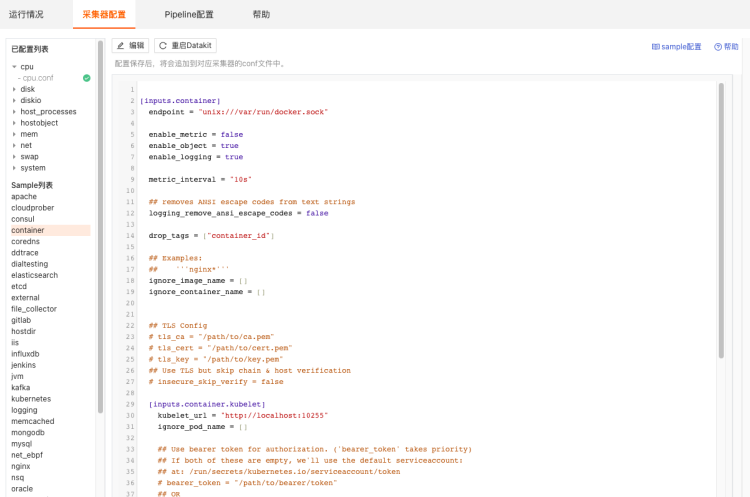 运行情况
采集器配置
Pipeline配置
帮助
已配置列表
cpu
- cpu.conf
disk
diskio
host_processes
hostobject
mem
net
swap
system
Sample列表
apache
cloudprober
consul
container
coredns
ddtrace
dialtesting
elasticsearch
etcd
external
file_collector
gitlab
hostdir
iis
influxdb
jenkins
jvm
kafka
kubernetes
logging
memcached
mongodb
mysql
net_ebpf
nginx
nsq
oracle
编辑
重启Datakit
sample配置
帮助
配置保存后，将会追加到对应采集器的conf文件中。
1
2 [inputs.container]
3 endpoint = "unix:///var/run/docker.sock"
4
5 enable_metric = false
6 enable_object = true
7 enable_logging = true
8
9 metric_interval = "10s"
10
11 ## removes ANSI escape codes from text strings
12 logging_remove_ansi_escape_codes = false
13
14 drop_tags = ["container_id"]
15
16 ## Examples:
17 ## '''nginx*'''
18 ignore_image_name = []
19 ignore_container_name = []
20
21
22 ## TLS Config
23 # tls_ca = "/path/to/ca.pem"
24 # tls_cert = "/path/to/cert.pem"
25 # tls_key = "/path/to/key.pem"
26 ## Use TLS but skip chain & host verification
27 # insecure_skip_verify = false
28
29 [inputs.container.kubelet]
30 kubelet_url = "http://localhost:10255"
31 ignore_pod_name = []
32
33 ## Use bearer token for authorization. ('bearer_token' takes priority)
34 ## If both of these are empty, we'll use the default serviceaccount:
35 ## at: /run/secrets/kubernetes.io/serviceaccount/token
36 # bearer_token = "/path/to/bearer/token"
37 ## OR